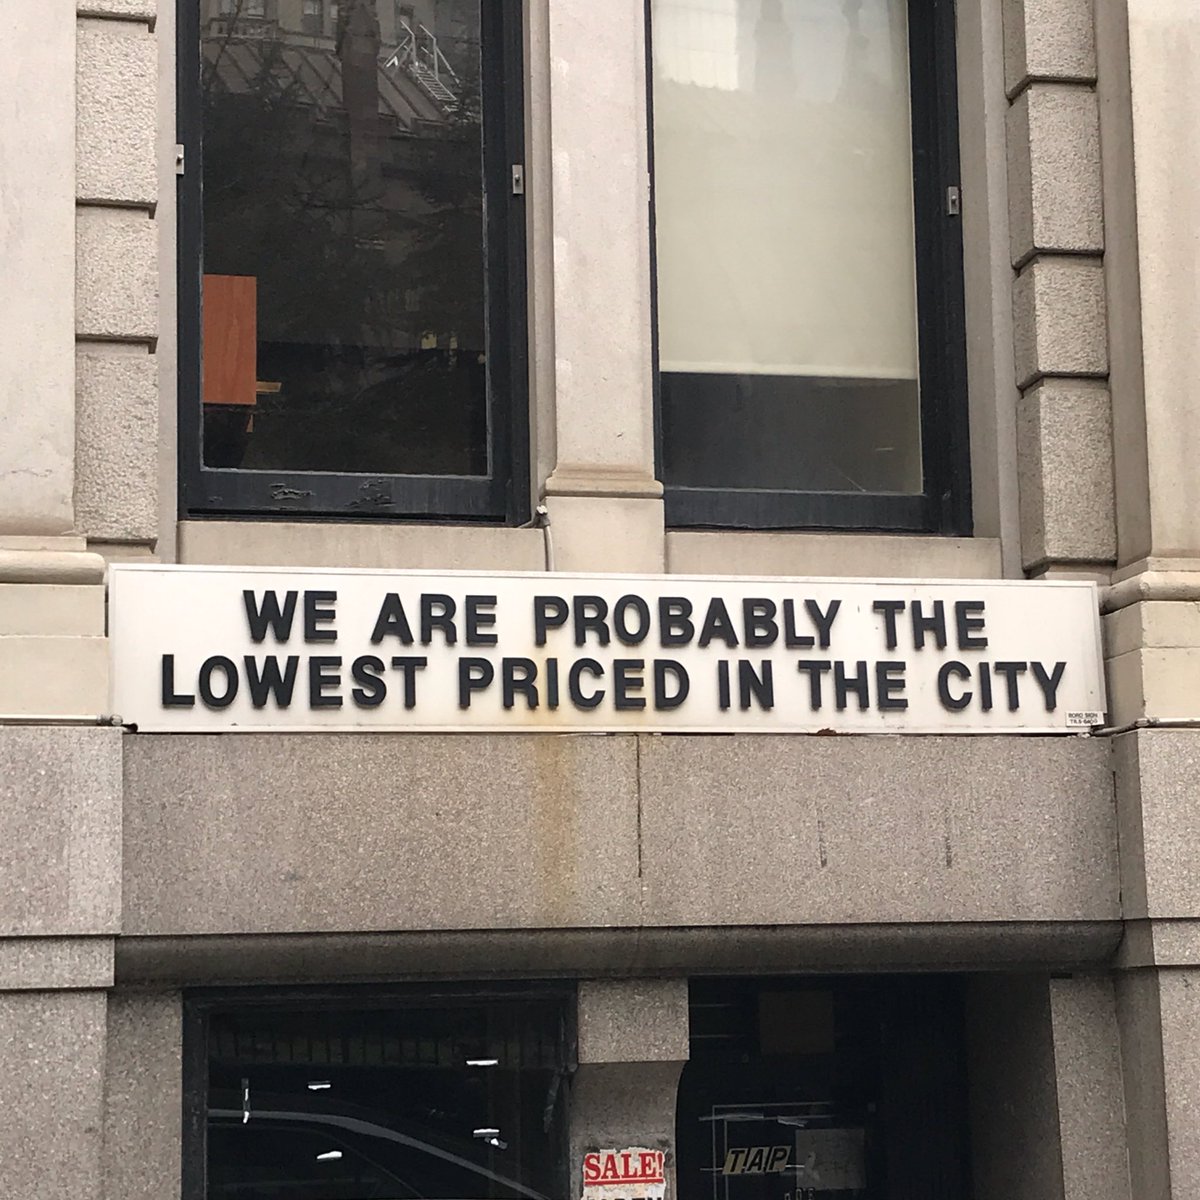 WE ARE PROBABLY THE
LOWEST PRICED IN THE CITY
SALE!
TAP